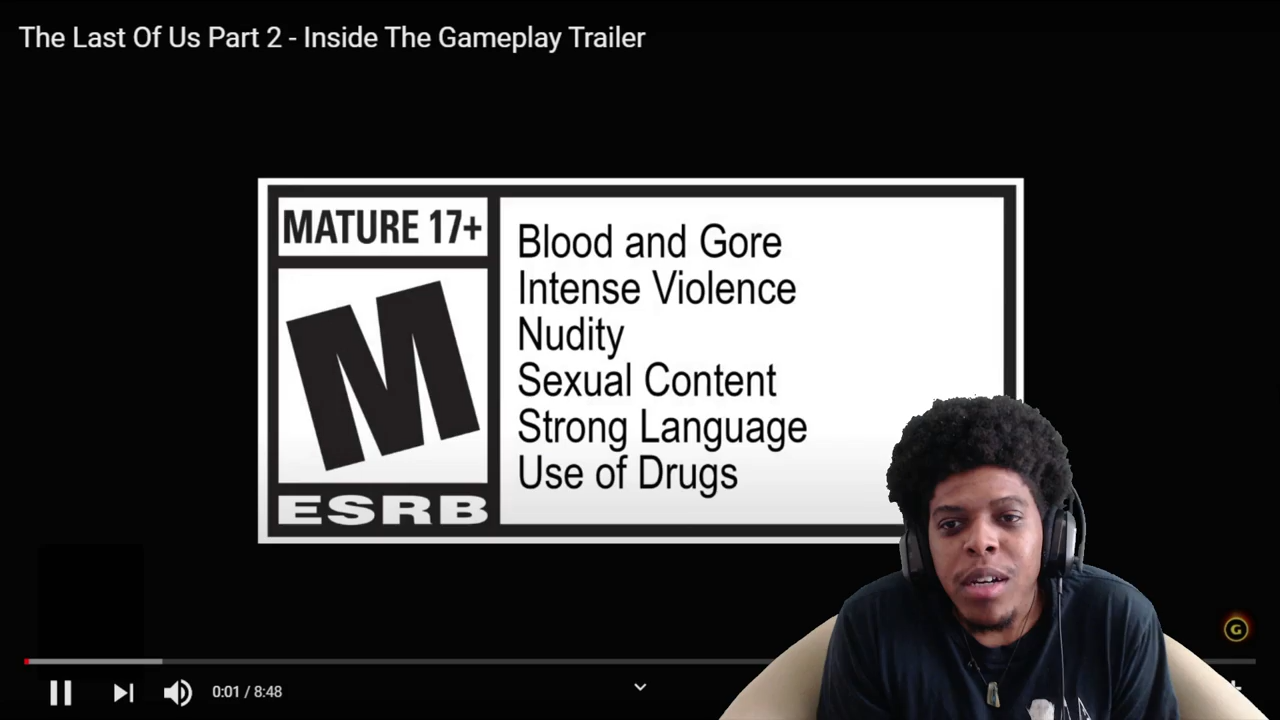 The Last Of Us Part 2 - Inside The Gameplay Trailer
MATURE 17+
M
ESRB
Blood and Gore
Intense Violence
Nudity
Sexual Content
Strong Language
Use of Drugs
G
0:01 / 8:48